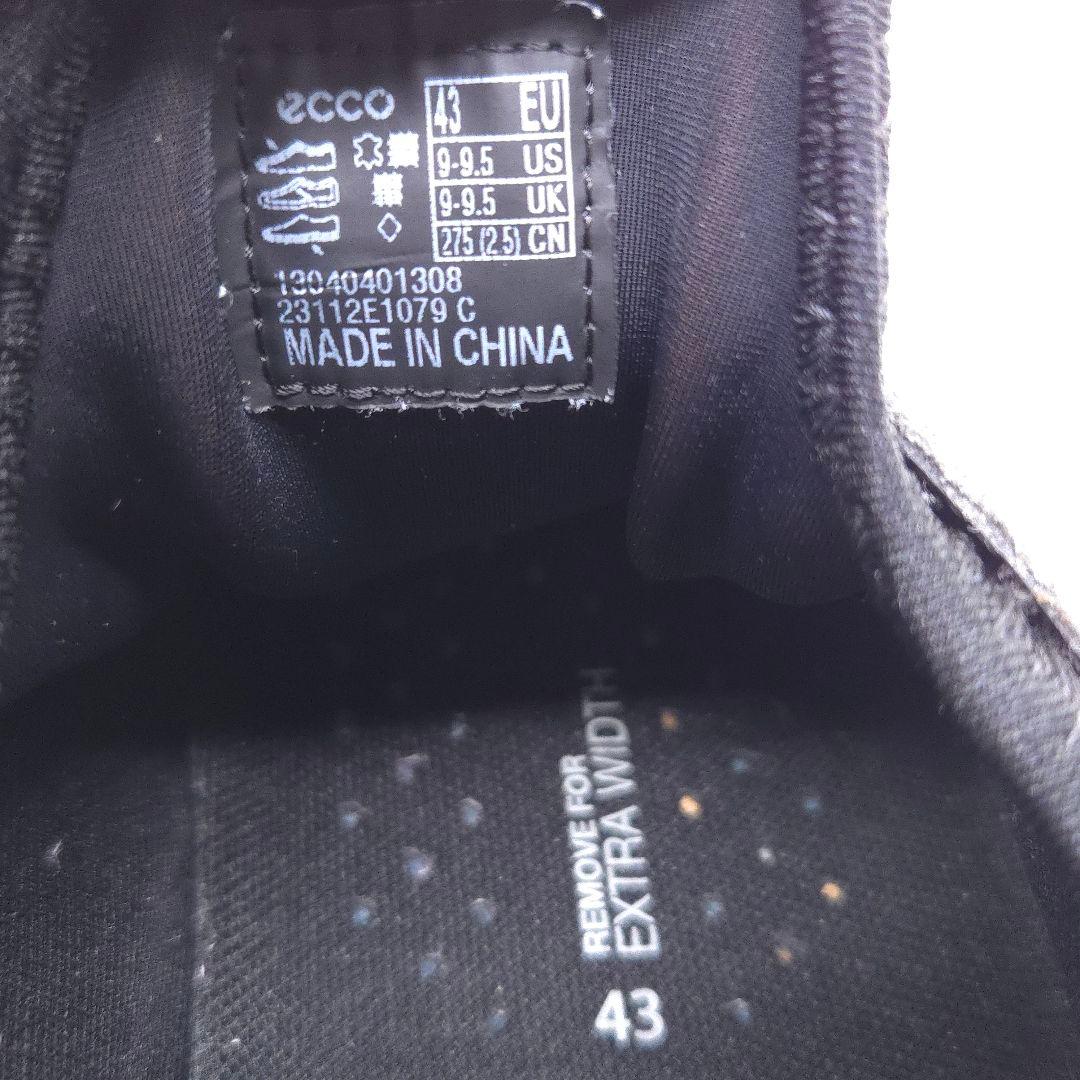 ecco
43 EU
9-9.5 US
9-9.5 UK
275 (2.5) CN
13040401308
23112E1079 C
MADE IN CHINA
REMOVE FOR
EXTRA WIDTH
43